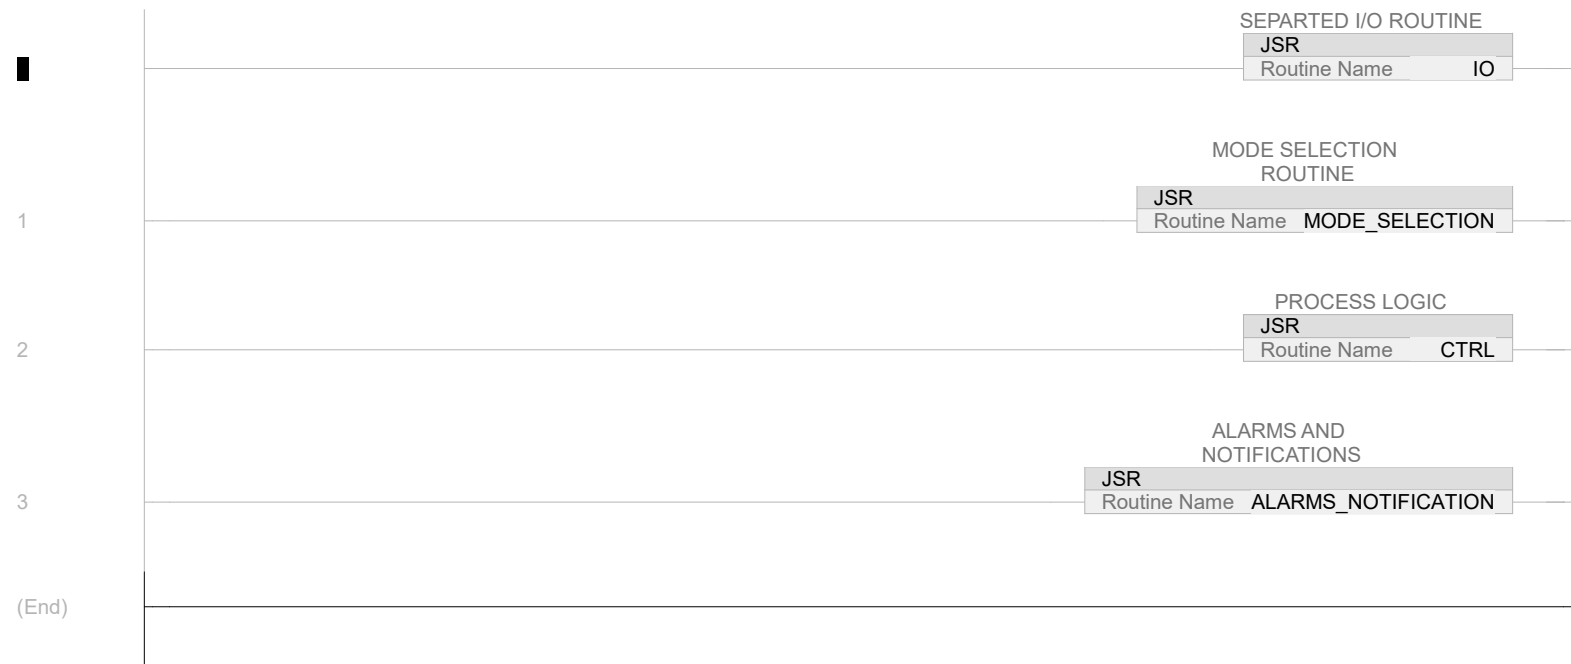 SEPARTED I/O ROUTINE
JSR
Routine Name IO
MODE SELECTION
ROUTINE
JSR
1 Routine Name MODE_SELECTION
PROCESS LOGIC
JSR
2 Routine Name CTRL
ALARMS AND
NOTIFICATIONS
JSR
3 Routine Name ALARMS_NOTIFICATION
(End)